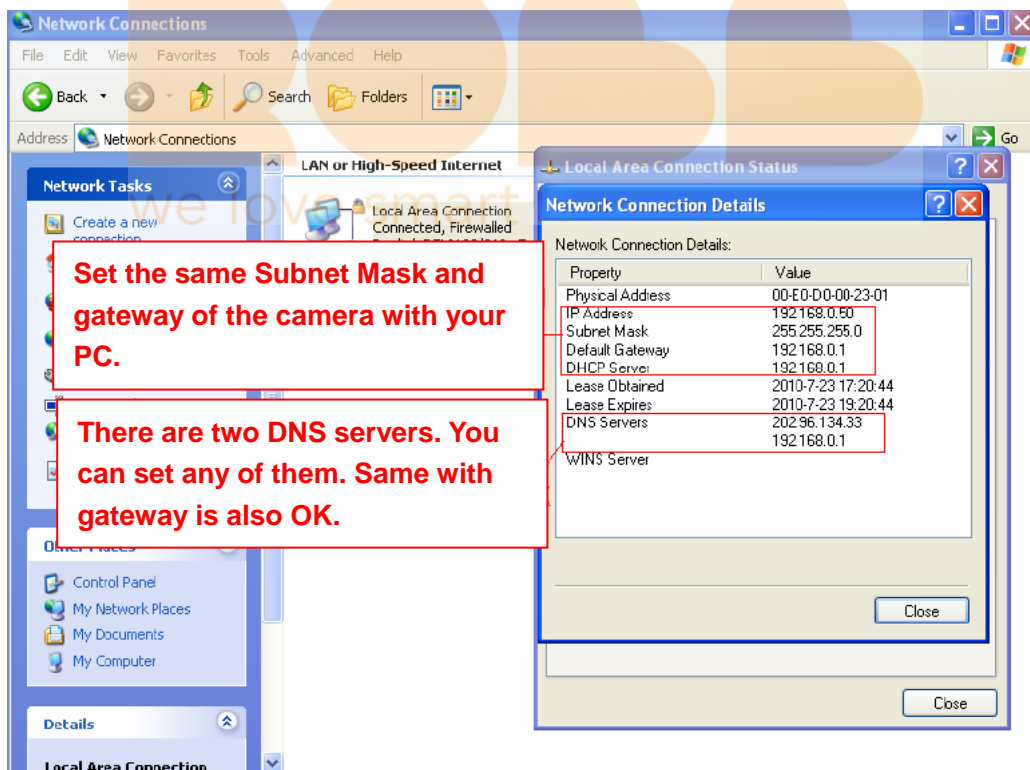 Network Connections
File Edit View Favorites Tools Advanced Help
Back Search Folders
Address Network Connections Go
LAN or High-Speed Internet
Local Area Connection Status
Network Tasks
we love smart
Network Connection Details
Create a new
connection
Local Area Connection
Connected, Firewalled
Network Connection Details:
Set the same Subnet Mask and
gateway of the camera with your
PC.
Property Value
Physical Address 00-E0-D0-00-23-01
IP Address 192.168.0.50
Subnet Mask 255.255.255.0
Default Gateway 192.168.0.1
DHCP Server 192.168.0.1
Lease Obtained 2010-7-23 17:20:44
Lease Expires 2010-7-23 19:20:44
DNS Servers 202.96.134.33
192.168.0.1
WINS Server
There are two DNS servers. You
can set any of them. Same with
gateway is also OK.
Other Places
Control Panel
My Network Places
My Documents
My Computer
Close
Close
Details
Local Area Connection